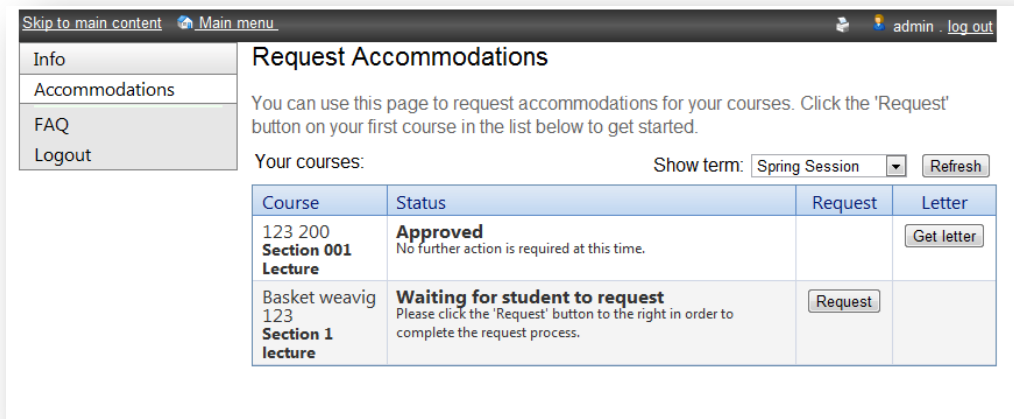 Skip to main content Main menu admin . log out
Info
Accommodations
FAQ
Logout
Request Accommodations
You can use this page to request accommodations for your courses. Click the 'Request'
button on your first course in the list below to get started.
Your courses: Show term: Spring Session Refresh
Course Status Request Letter
123 200
Section 001
Lecture
Approved
No further action is required at this time.
Get letter
Basket weavig
123
Section 1
lecture
Waiting for student to request
Please click the 'Request' button to the right in order to
complete the request process.
Request